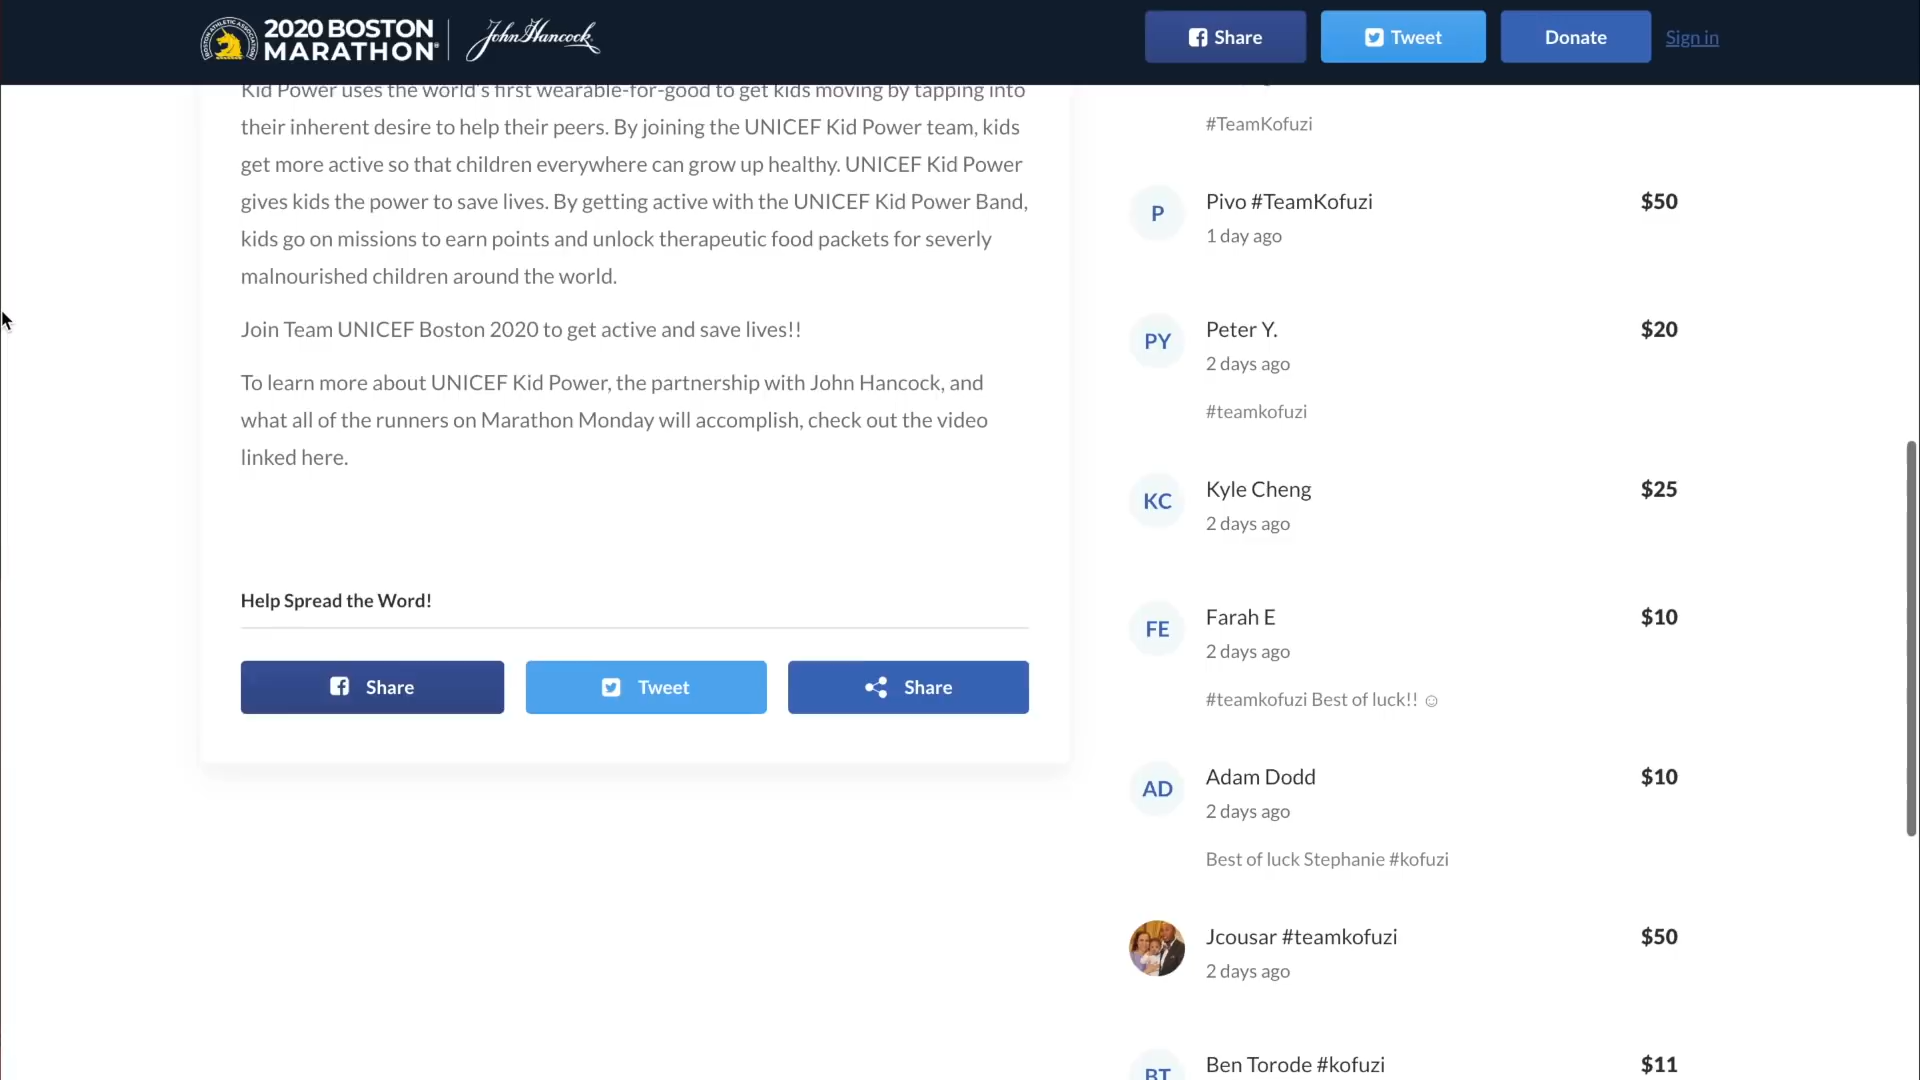 2020 BOSTON
MARATHON
John Hancock
Share
Tweet
Donate
Sign in
Kid Power uses the world's first wearable-for-good to get kids moving by tapping into
their inherent desire to help their peers. By joining the UNICEF Kid Power team, kids
get more active so that children everywhere can grow up healthy. UNICEF Kid Power
gives kids the power to save lives. By getting active with the UNICEF Kid Power Band,
kids go on missions to earn points and unlock therapeutic food packets for severly
malnourished children around the world.
Join Team UNICEF Boston 2020 to get active and save lives!!
To learn more about UNICEF Kid Power, the partnership with John Hancock, and
what all of the runners on Marathon Monday will accomplish, check out the video
linked here.
Help Spread the Word!
Share
Tweet
Share
#TeamKofuzi
P
Pivo #TeamKofuzi
$50
1 day ago
PY
Peter Y.
$20
2 days ago
#teamkofuzi
KC
Kyle Cheng
$25
2 days ago
FE
Farah E
$10
2 days ago
#teamkofuzi Best of luck!! ☺
AD
Adam Dodd
$10
2 days ago
Best of luck Stephanie #kofuzi
Jcousar #teamkofuzi
$50
2 days ago
BT
Ben Torode #kofuzi
$11